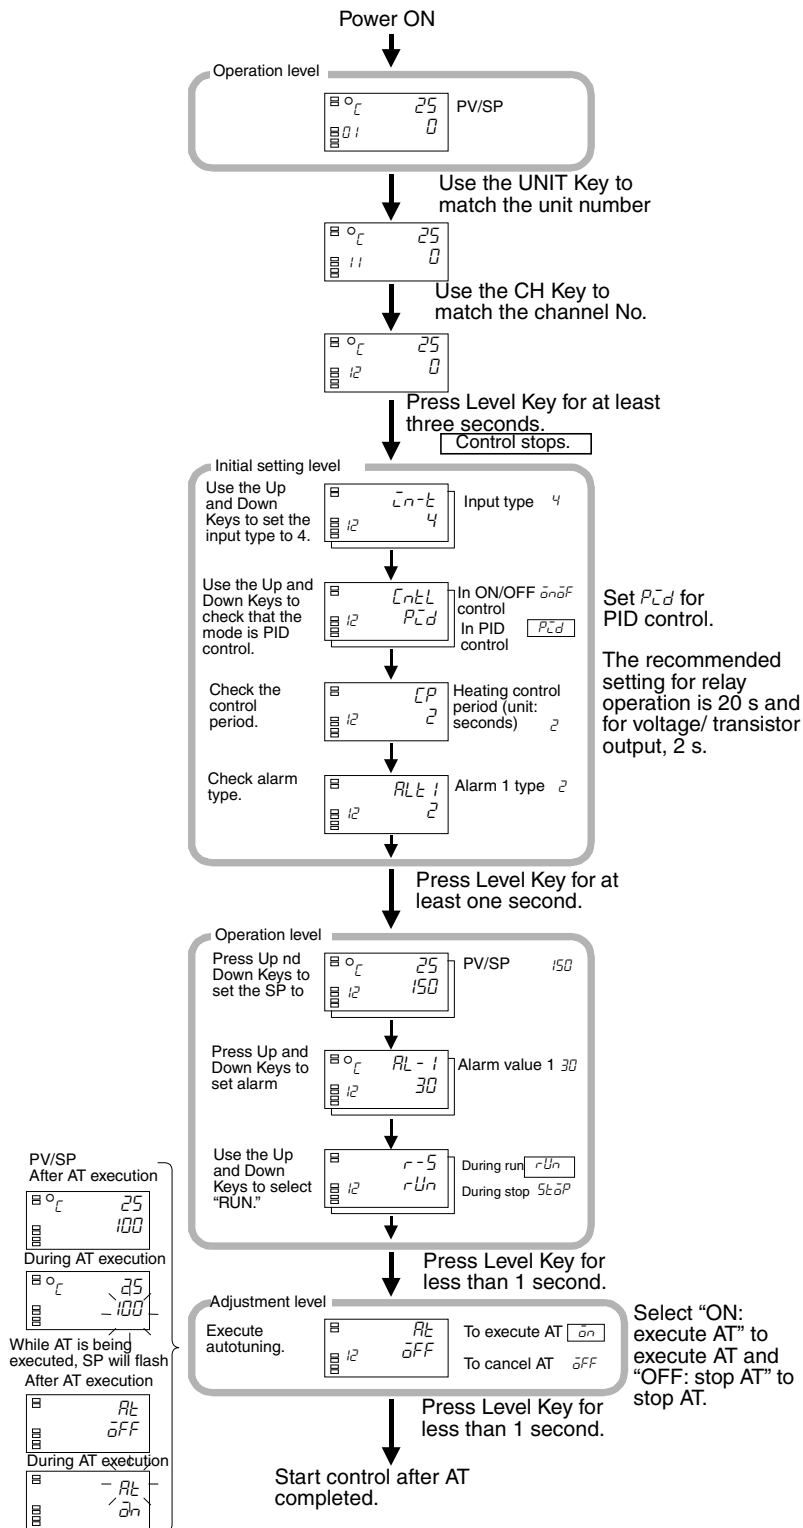 Power ON
Operation level
°C 25
01 0
PV/SP
Use the UNIT Key to
match the unit number
°C 25
11 0
Use the CH Key to
match the channel No.
°C 25
12 0
Press Level Key for at least
three seconds.
Control stops.
Initial setting level
Use the Up
and Down
Keys to set the
input type to 4.
in-t
12 4
Input type 4
Use the Up and
Down Keys to
check that the
mode is PID
control.
CntL
12 Pid
In ON/OFF onoF
control
In PID Pid
control
Set Pid for
PID control.
The recommended
setting for relay
operation is 20 s and
for voltage/ transistor
output, 2 s.
Check the
control
period.
CP
12 2
Heating control
period (unit:
seconds) 2
Check alarm
type.
ALt1
12 2
Alarm 1 type 2
Press Level Key for at
least one second.
Operation level
Press Up nd
Down Keys to
set the SP to
°C 25
12 150
PV/SP 150
Press Up and
Down Keys to
set alarm
°C AL-1
12 30
Alarm value 1 30
Use the Up
and Down
Keys to select
“RUN.”
r-S
12 rUn
During run rUn
During stop StoP
Press Level Key for
less than 1 second.
Adjustment level
Execute
autotuning.
At
12 oFF
To execute AT on
To cancel AT oFF
Select “ON:
execute AT” to
execute AT and
“OFF: stop AT” to
stop AT.
Press Level Key for
less than 1 second.
Start control after AT
completed.
PV/SP
After AT execution
°C 25
100
During AT execution
°C 25
100
While AT is being
executed, SP will flash
After AT execution
At
oFF
During AT execution
At
on